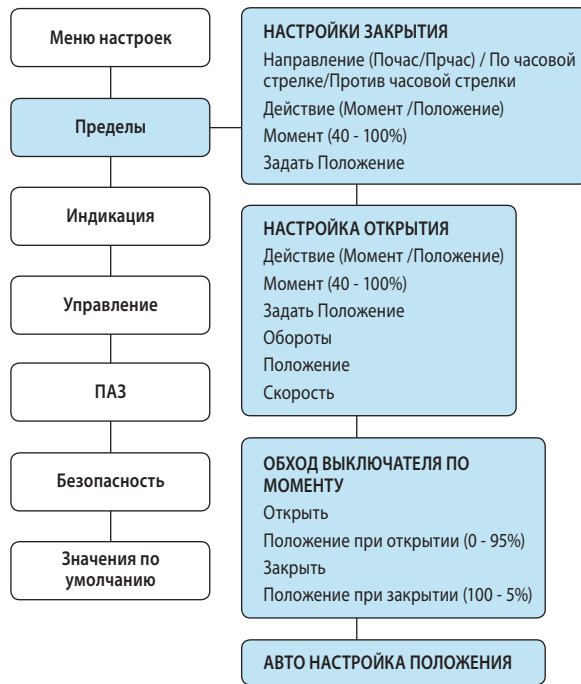 Меню настроек
Пределы
Индикация
Управление
ПАЗ
Безопасность
Значения по
умолчанию
НАСТРОЙКИ ЗАКРЫТИЯ
Направление (Почас/Прчас) / По часовой
стрелке/Против часовой стрелки
Действие (Момент /Положение)
Момент (40 - 100%)
Задать Положение
НАСТРОЙКА ОТКРЫТИЯ
Действие (Момент /Положение)
Момент (40 - 100%)
Задать Положение
Обороты
Положение
Скорость
ОБХОД ВЫКЛЮЧАТЕЛЯ ПО
МОМЕНТУ
Открыть
Положение при открытии (0 - 95%)
Закрыть
Положение при закрытии (100 - 5%)
АВТО НАСТРОЙКА ПОЛОЖЕНИЯ